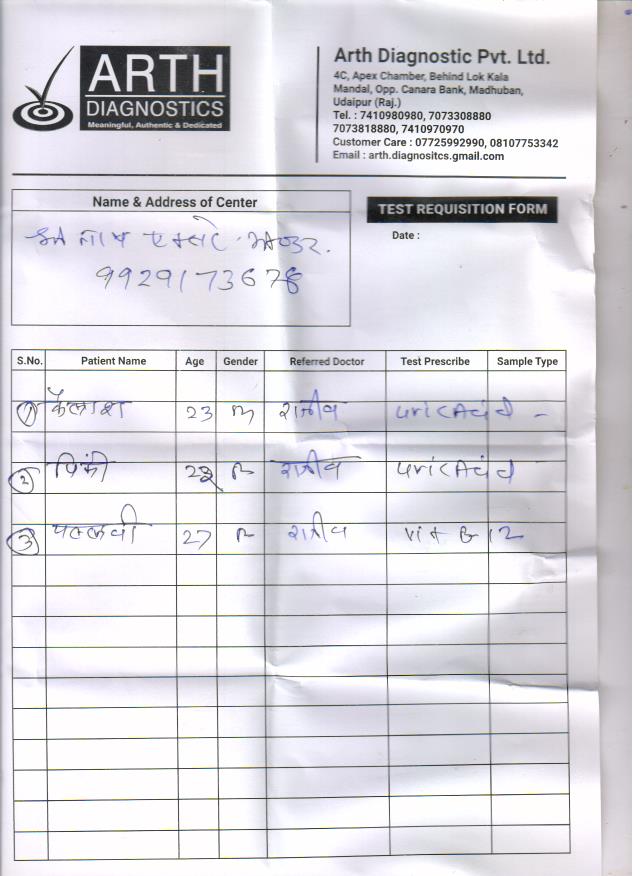 ARTH
DIAGNOSTICS
Meaningful, Authentic & Dedicated
Arth Diagnostic Pvt. Ltd.
4C, Apex Chamber, Behind Lok Kala
Mandal, Opp. Canara Bank, Madhuban,
Udaipur (Raj.)
Tel. : 7410980980, 7073308880
7073818880, 7410970970
Customer Care : 07725992990, 08107753342
Email : arth.diagnositcs.gmail.com
Name & Address of Center
9929173678
TEST REQUISITION FORM
Date :
S.No. Patient Name Age Gender Referred Doctor Test Prescribe Sample Type
1 कैलाश 23 m राजीव uric Acid -
2 पिंकी राजीव uric Acid
3 पल्लवी 27 राजीव Vit B 12